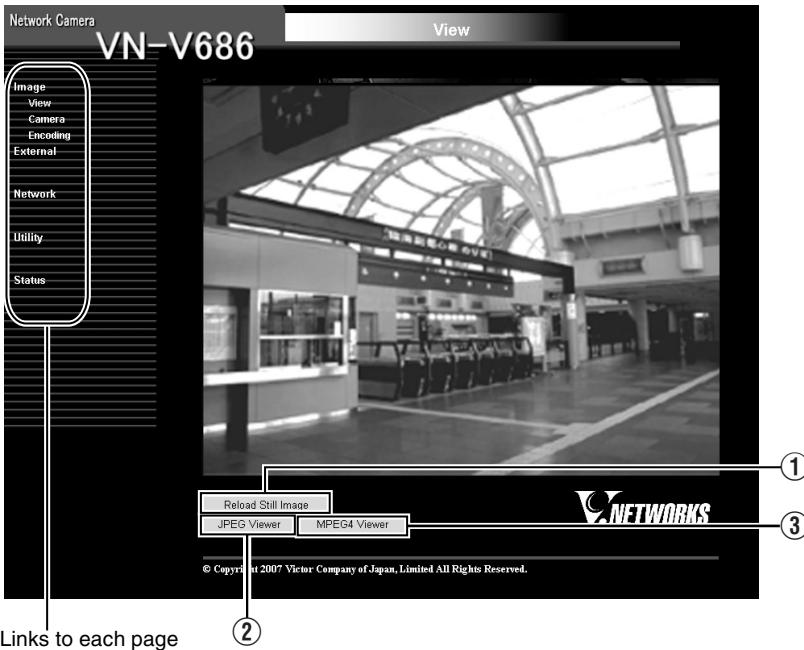 Network Camera
VN-V686
View
Image
View
Camera
Encoding
External
Network
Utility
Status
Reload Still Image
JPEG Viewer
MPEG4 Viewer
①
②
③
V.NETWORKS
© Copyright 2007 Victor Company of Japan, Limited All Rights Reserved.
Links to each page